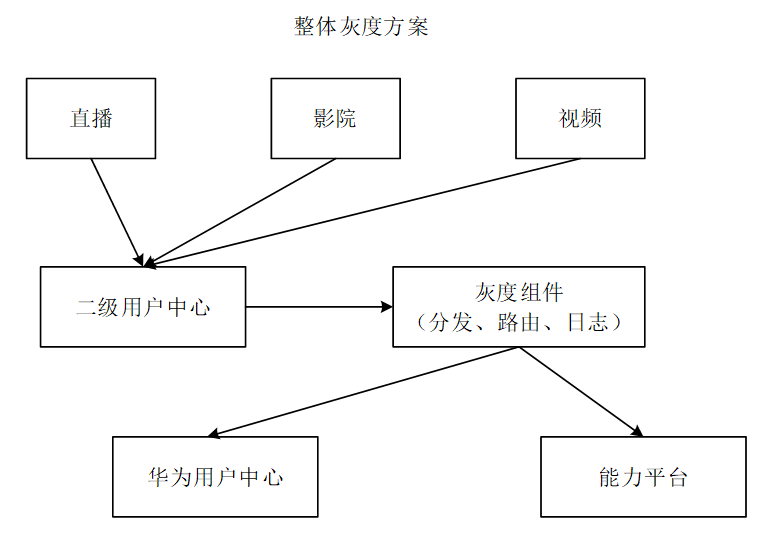 整体灰度方案
直播
影院
视频
二级用户中心
灰度组件
（分发、路由、日志）
华为用户中心
能力平台